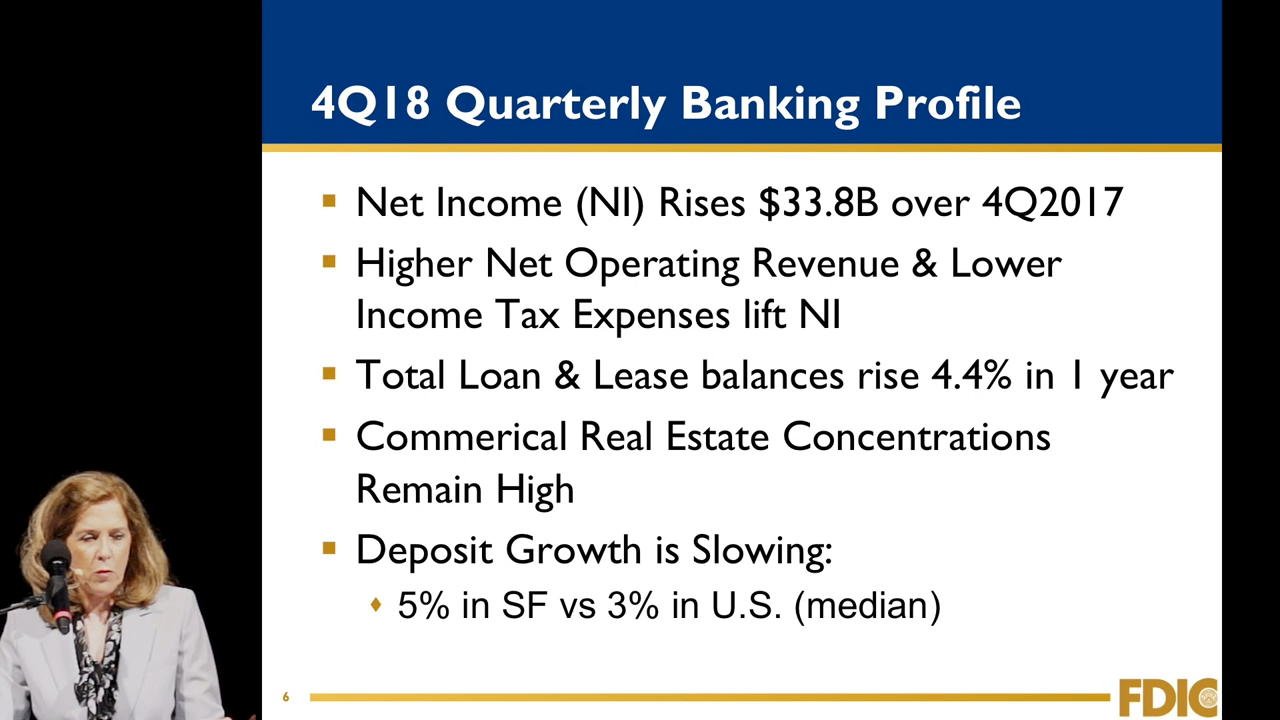 4Q18 Quarterly Banking Profile
Net Income (NI) Rises $33.8B over 4Q2017
Higher Net Operating Revenue & Lower
Income Tax Expenses lift NI
Total Loan & Lease balances rise 4.4% in 1 year
Commerical Real Estate Concentrations
Remain High
Deposit Growth is Slowing:
5% in SF vs 3% in U.S. (median)
6
FDIC